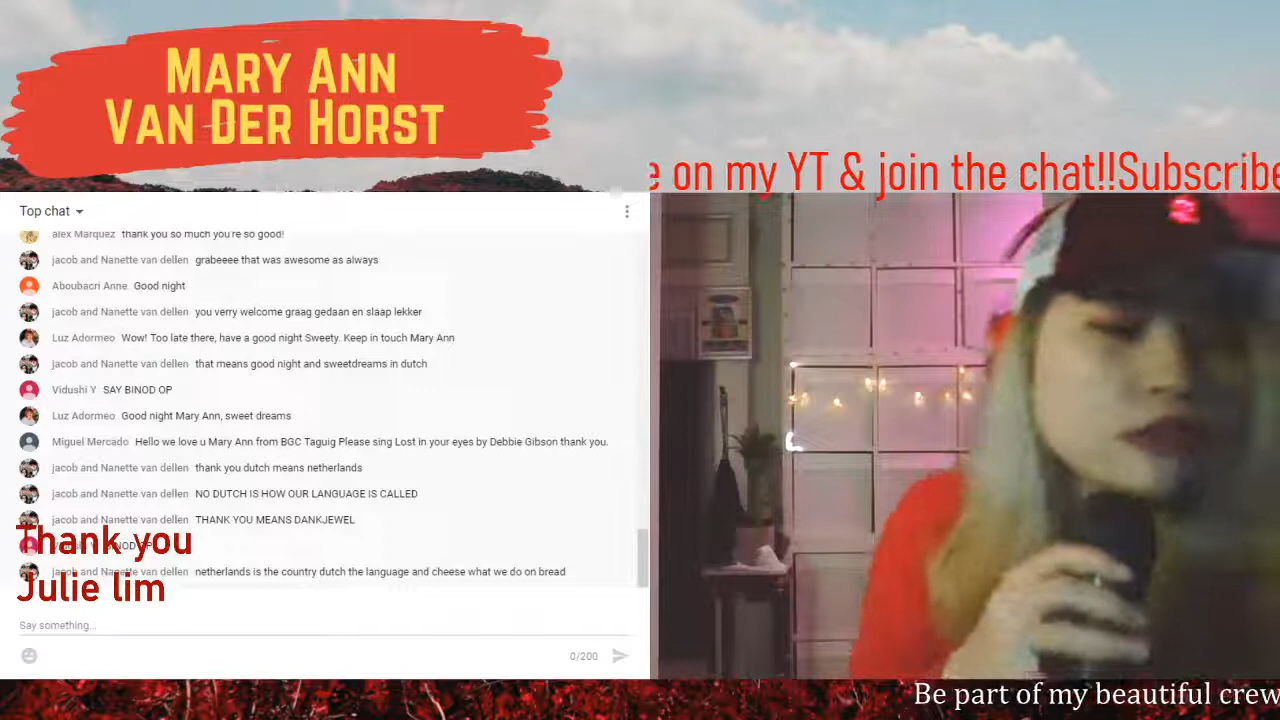 MARY ANN
VAN DER HORST
e on my YT & join the chat!!Subscribe
Top chat
alex Marquez thank you so much you're so good!
jacob and Nanette van dellen grabeeee that was awesome as always
Aboubacri Anne Good night
jacob and Nanette van dellen you verry welcome graag gedaan en slaap lekker
Luz Adormeo Wow! Too late there, have a good night Sweety. Keep in touch Mary Ann
jacob and Nanette van dellen that means good night and sweetdreams in dutch
Vidushi Y SAY BINOD OP
Luz Adormeo Good night Mary Ann, sweet dreams
Miguel Mercado Hello we love u Mary Ann from BGC Taguig Please sing Lost in your eyes by Debbie Gibson thank you.
jacob and Nanette van dellen thank you dutch means netherlands
jacob and Nanette van dellen NO DUTCH IS HOW OUR LANGUAGE IS CALLED
jacob and Nanette van dellen THANK YOU MEANS DANKJEWEL
BINOD OP
Thank you
jacob and Nanette van dellen netherlands is the country dutch the language and cheese what we do on bread
Julie lim
Say something...
0/200
Be part of my beautiful crew